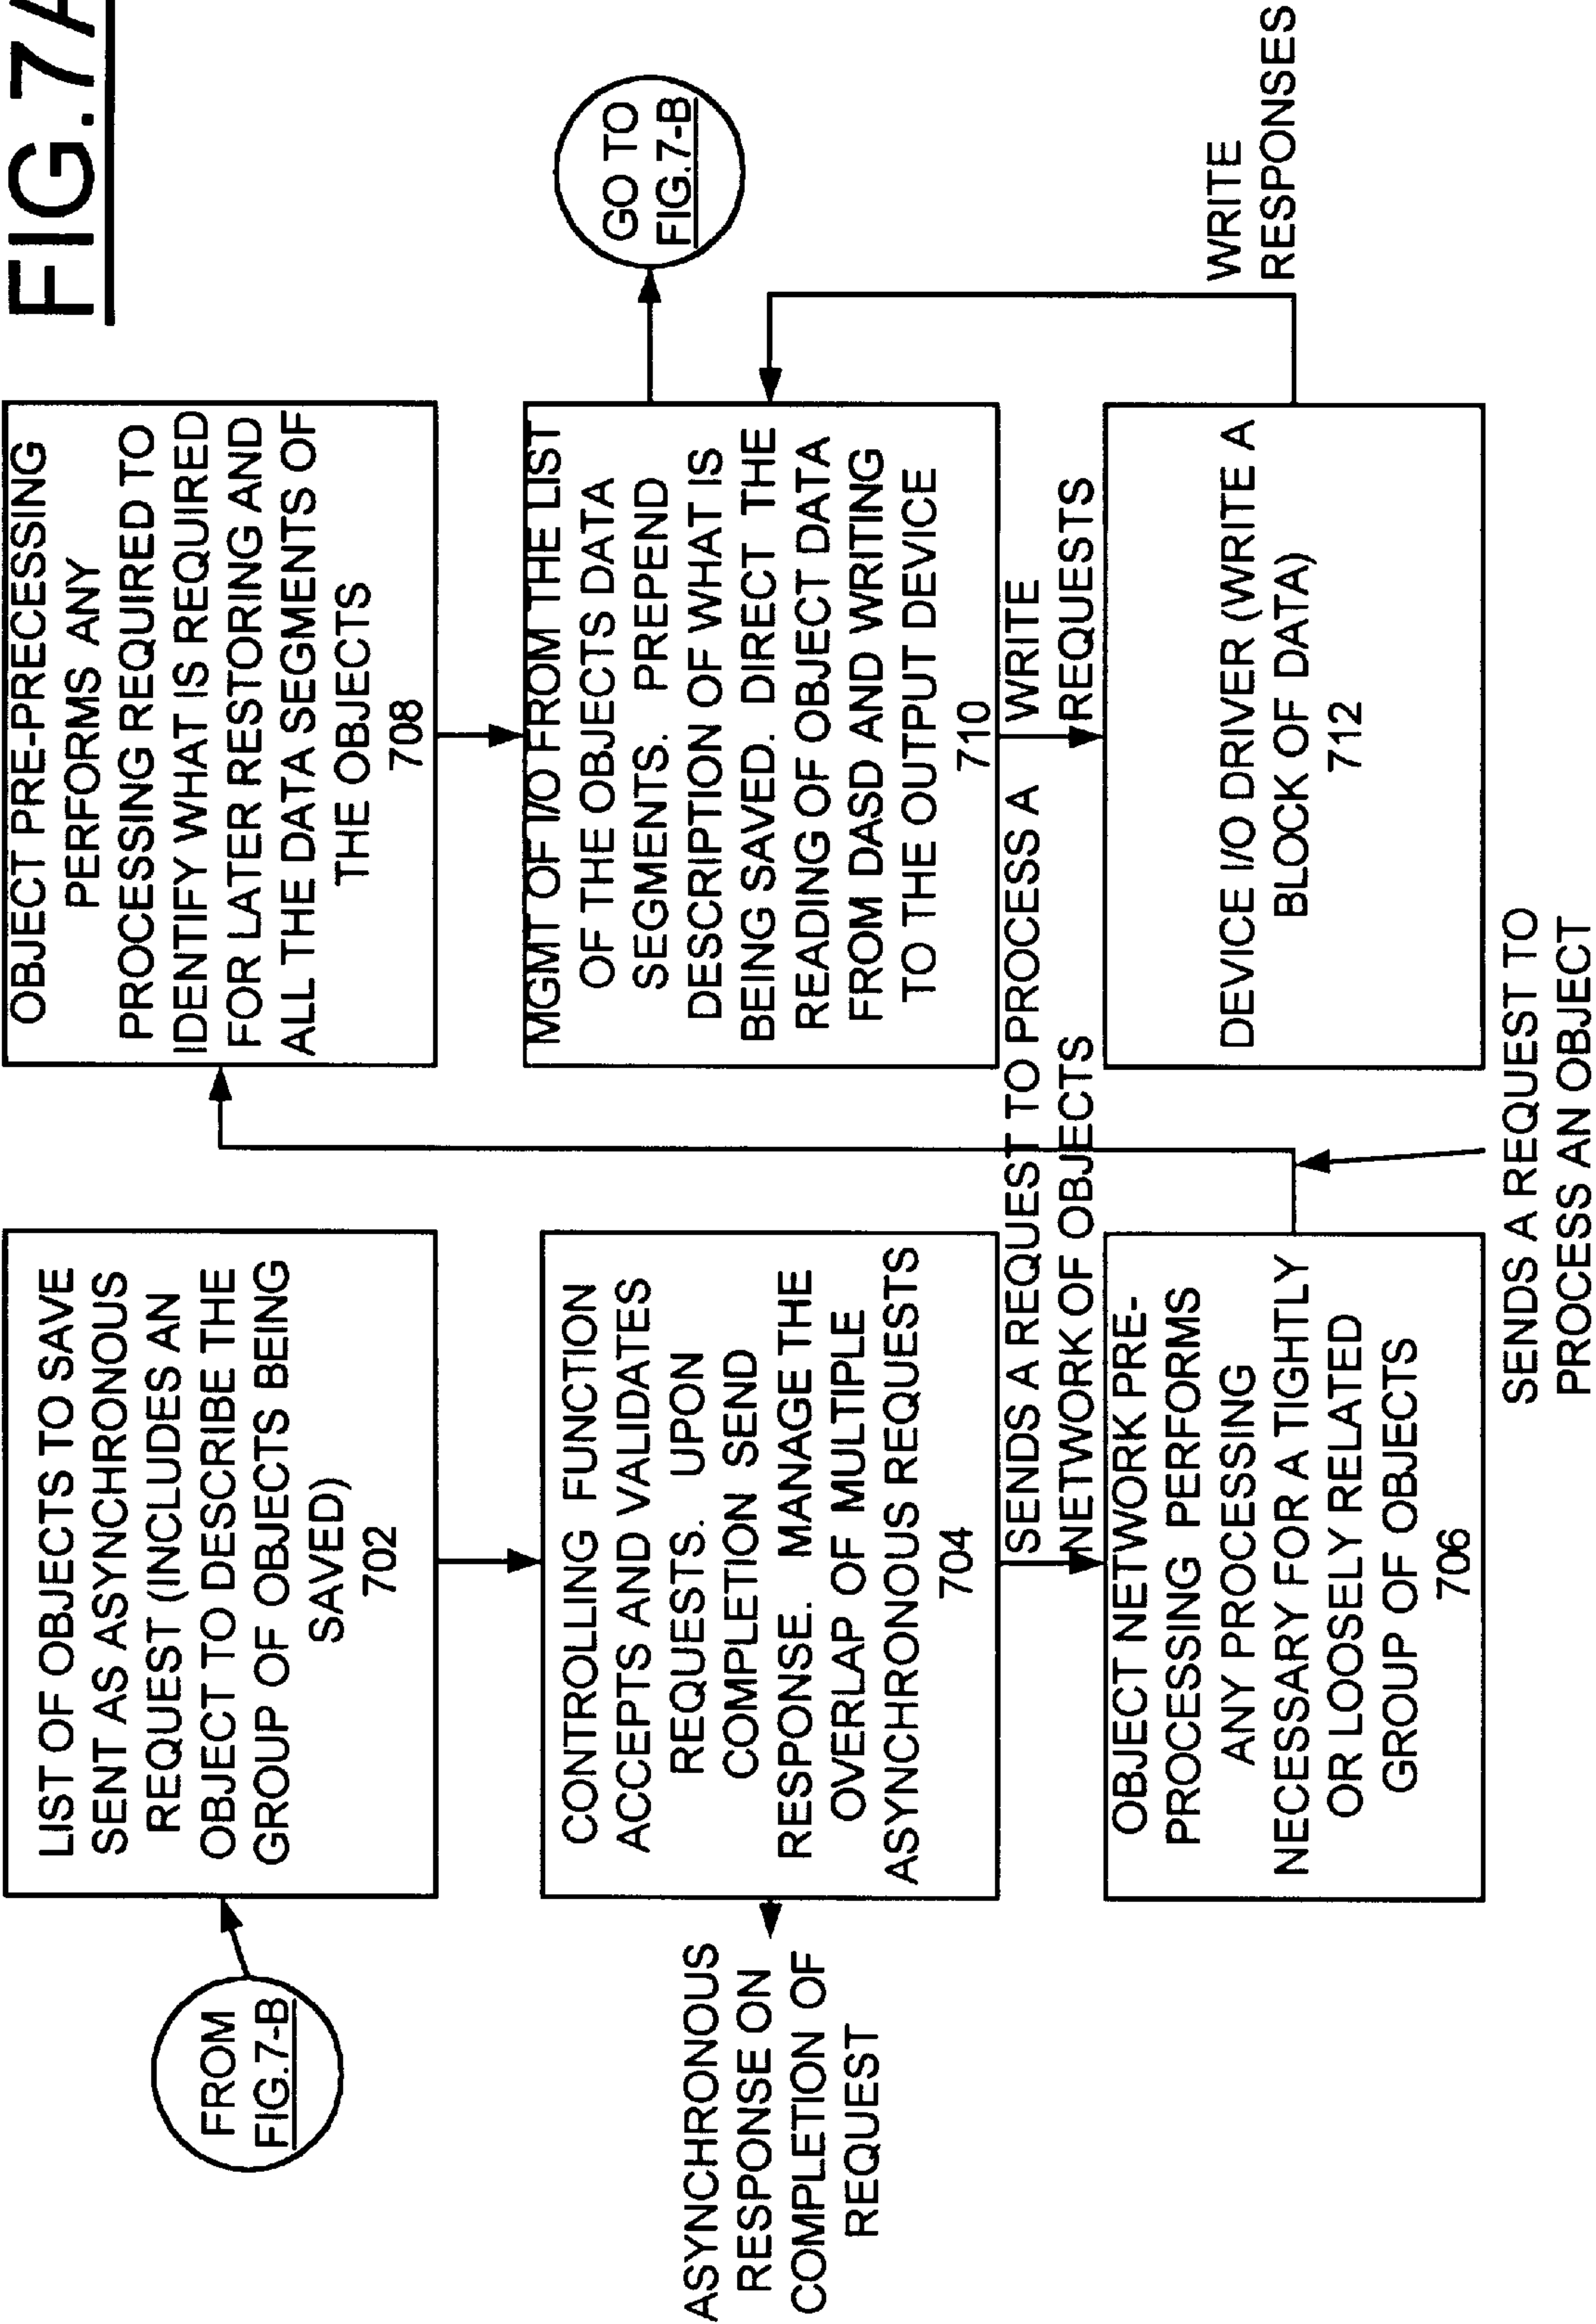 FIG.7A
FROM
FIG.7-B
LIST OF OBJECTS TO SAVE
SENT AS ASYNCHRONOUS
REQUEST (INCLUDES AN
OBJECT TO DESCRIBE THE
GROUP OF OBJECTS BEING
SAVED)
702
CONTROLLING FUNCTION
ACCEPTS AND VALIDATES
REQUESTS. UPON
COMPLETION SEND
RESPONSE. MANAGE THE
OVERLAP OF MULTIPLE
ASYNCHRONOUS REQUESTS
704
ASYNCHRONOUS
RESPONSE ON
COMPLETION OF
REQUEST
SENDS A REQUEST TO PROCESS A
NETWORK OF OBJECTS
OBJECT NETWORK PRE-
PROCESSING PERFORMS
ANY PROCESSING
NECESSARY FOR A TIGHTLY
OR LOOSELY RELATED
GROUP OF OBJECTS
706
SENDS A REQUEST TO
PROCESS AN OBJECT
OBJECT PRE-PRECESSING
PERFORMS ANY
PROCESSING REQUIRED TO
IDENTIFY WHAT IS REQUIRED
FOR LATER RESTORING AND
ALL THE DATA SEGMENTS OF
THE OBJECTS
708
MGMT OF I/O FROM THE LIST
OF THE OBJECTS DATA
SEGMENTS. PREPEND
DESCRIPTION OF WHAT IS
BEING SAVED. DIRECT THE
READING OF OBJECT DATA
FROM DASD AND WRITING
TO THE OUTPUT DEVICE
710
GO TO
FIG.7-B
WRITE
REQUESTS
DEVICE I/O DRIVER (WRITE A
BLOCK OF DATA)
712
WRITE
RESPONSES